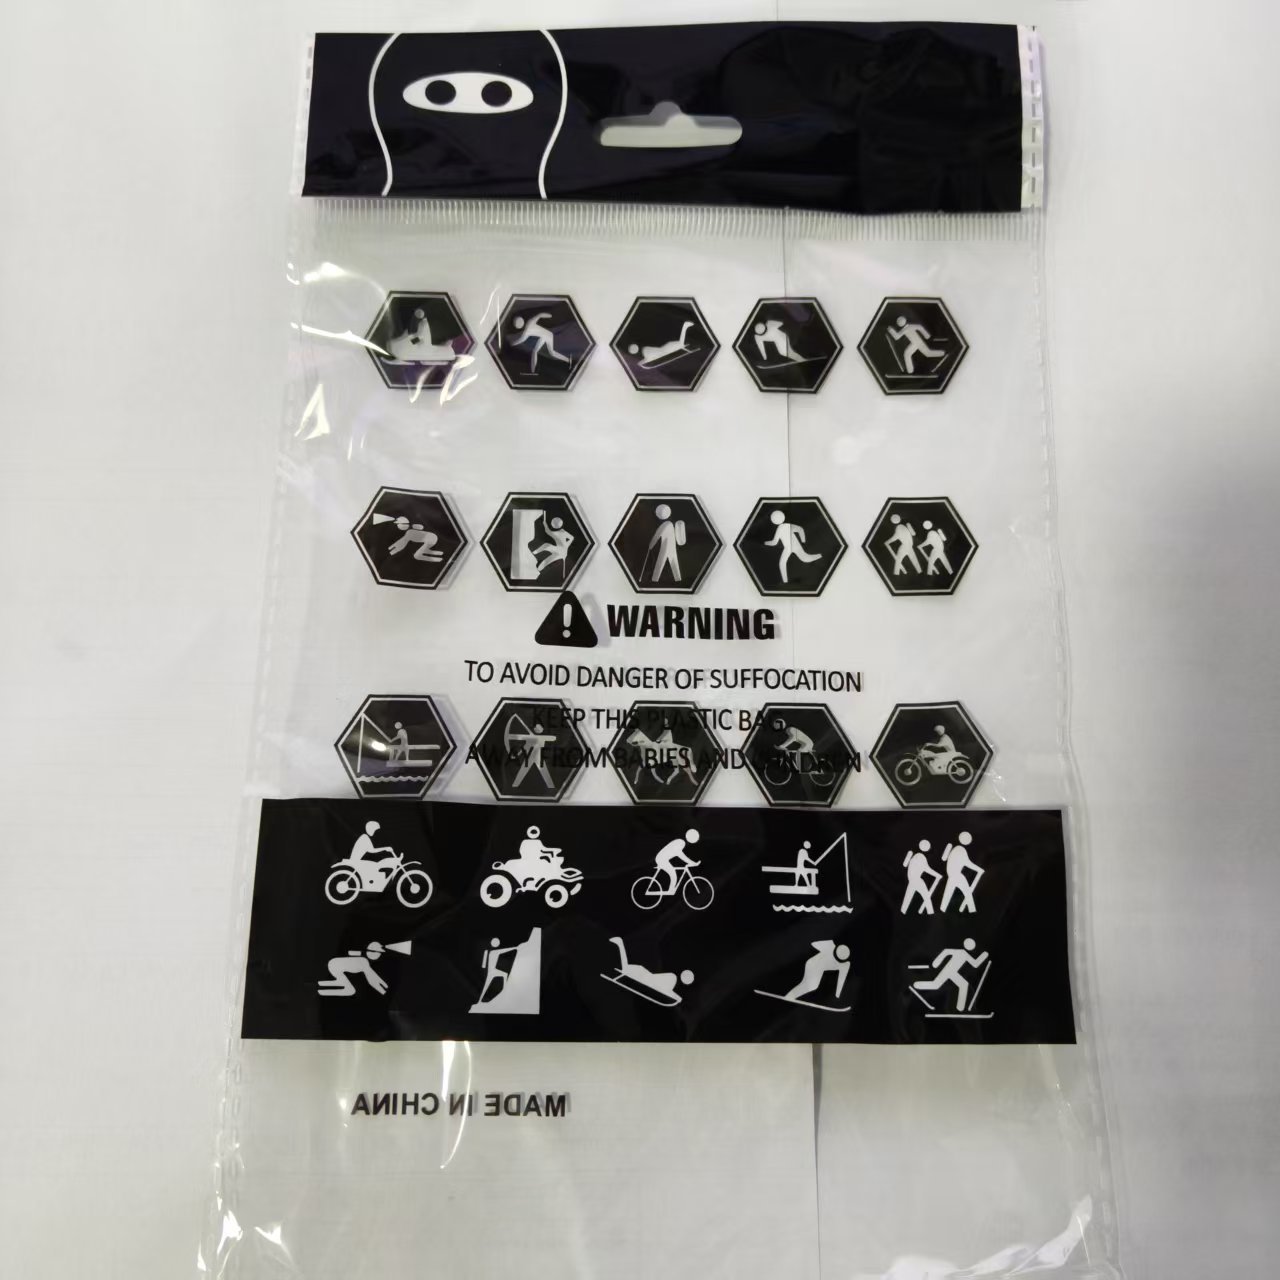 WARNING
TO AVOID DANGER OF SUFFOCATION
KEEP THIS PLASTIC BAG
AWAY FROM BABIES AND CHILDREN
MADE IN CHINA